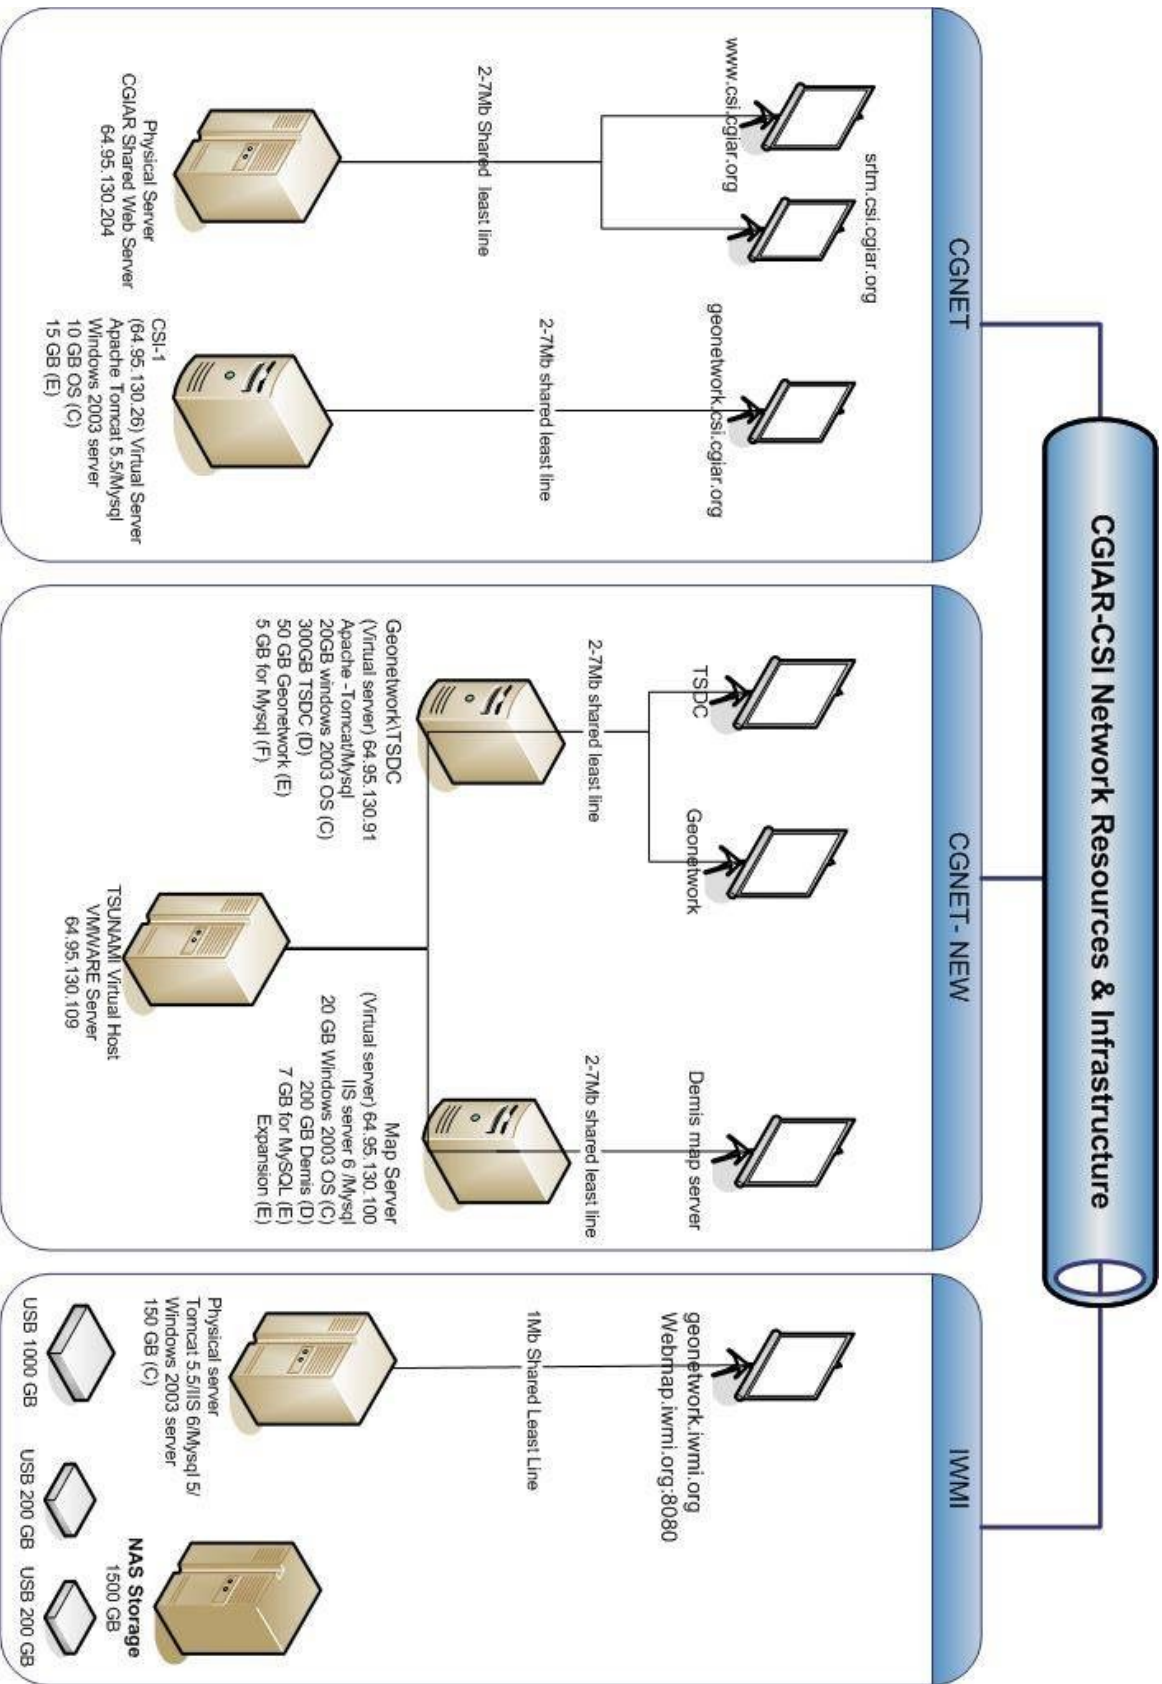 CGIAR-CSI Network Resources & Infrastructure
CGNET
www.csi.cgiar.org
srtm.csi.cgiar.org
2-7Mb Shared least line
Physical Server
CGIAR Shared Web Server
64.95.130.204
geonetwork.csi.cgiar.org
2-7Mb shared least line
CSI-1
(64.95.130.26) Virtual Server
Apache Tomcat 5.5/Mysql
Windows 2003 server
10 GB OS (C)
15 GB (E)
CGNET- NEW
TSDC
Geonetwork
2-7Mb shared least line
Geonetwork\TSDC
(Virtual server) 64.95.130.91
Apache -Tomcat/Mysql
20GB windows 2003 OS (C)
300GB TSDC (D)
50 GB Geonetwork (E)
5 GB for Mysql (F)
Demis map server
2-7Mb shared least line
Map Server
(Virtual server) 64.95.130.100
IIS server 6 /Mysql
20 GB Windows 2003 OS (C)
200 GB Demis (D)
7 GB for MySQL (E)
Expansion (E)
TSUNAMI Virtual Host
VMWARE Server
64.95.130.109
IWMI
geonetwork.iwmi.org
Webmap.iwmi.org:8080
1Mb Shared Least Line
Physical server
Tomcat 5.5/IIS 6/Mysql 5/
Windows 2003 server
150 GB (C)
NAS Storage
1500 GB
USB 1000 GB
USB 200 GB
USB 200 GB